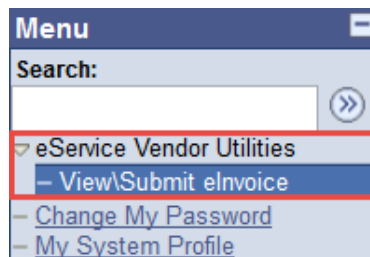 Menu
Search:
eService Vendor Utilities
– View\Submit eInvoice
– Change My Password
– My System Profile